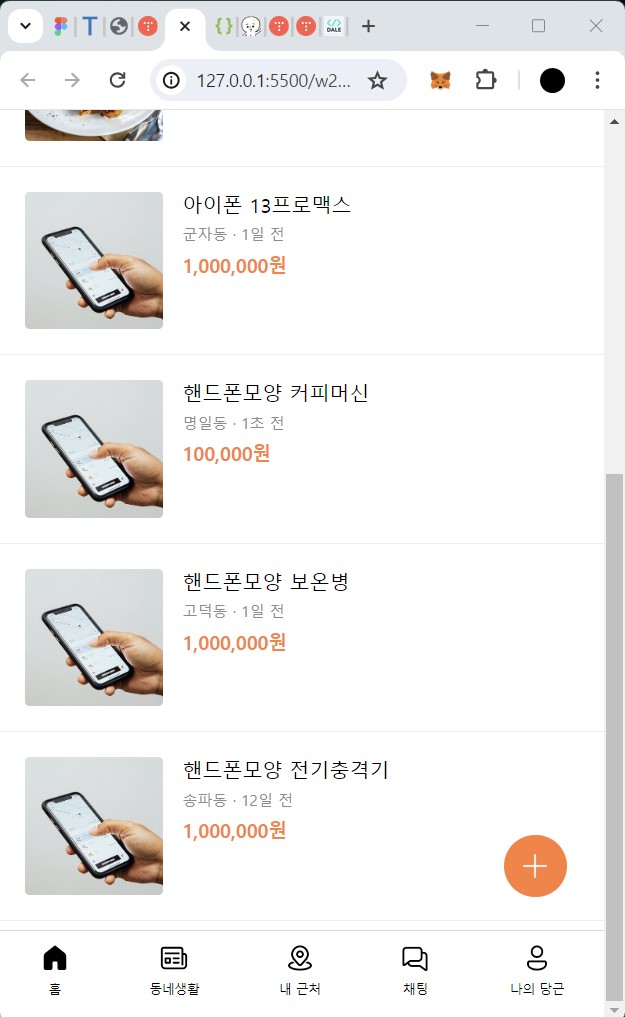 DALE
127.0.0.1:5500/w2...
아이폰 13프로맥스
군자동 · 1일 전
1,000,000원
핸드폰모양 커피머신
명일동 · 1초 전
100,000원
핸드폰모양 보온병
고덕동 · 1일 전
1,000,000원
핸드폰모양 전기충격기
송파동 · 12일 전
1,000,000원
홈
동네생활
내 근처
채팅
나의 당근